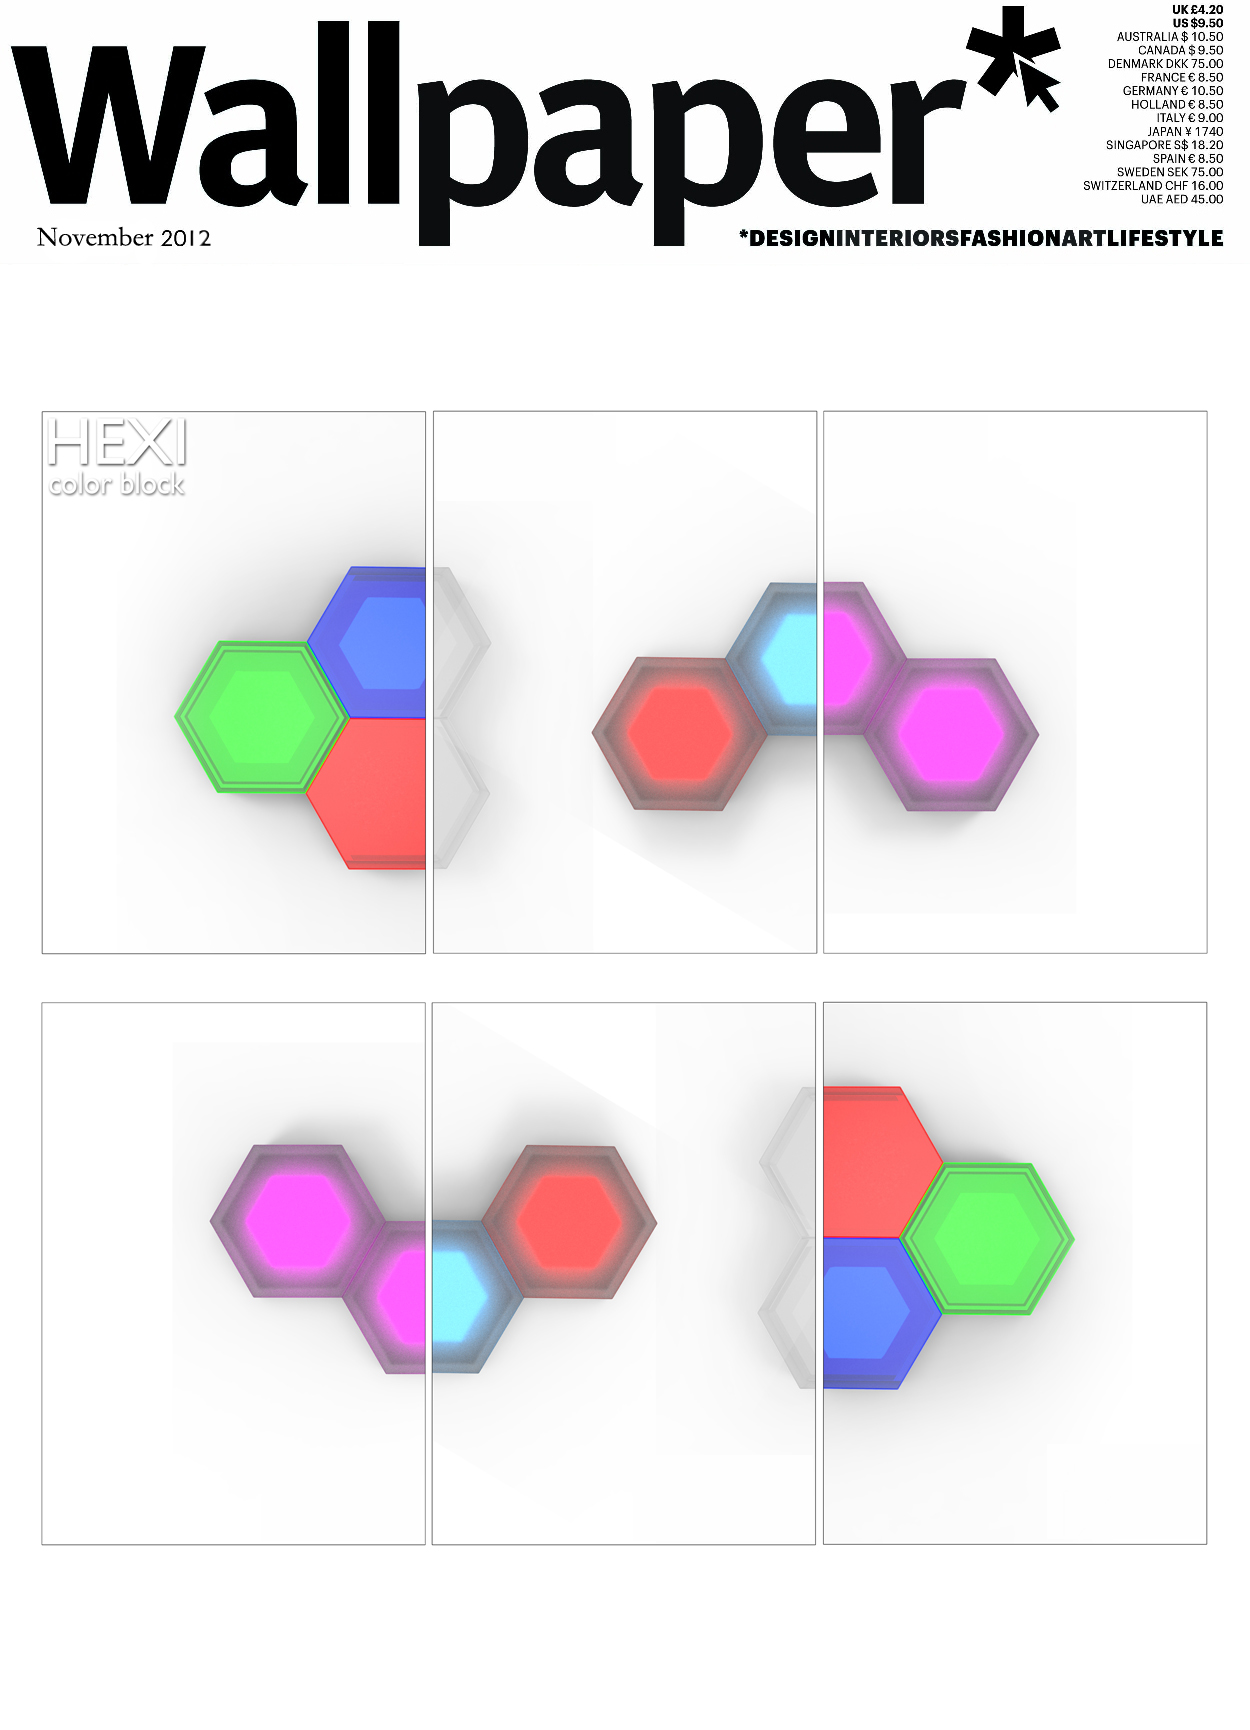 Wallpaper*
UK £4.20
US $9.50
AUSTRALIA $ 10.50
CANADA $ 9.50
DENMARK DKK 75.00
FRANCE € 8.50
GERMANY € 10.50
HOLLAND € 8.50
ITALY € 9.00
JAPAN ¥ 1740
SINGAPORE S$ 18.20
SPAIN € 8.50
SWEDEN SEK 75.00
SWITZERLAND CHF 16.00
UAE AED 45.00
November 2012
*DESIGNINTERIORSFASHIONARTLIFESTYLE
HEXI
color block